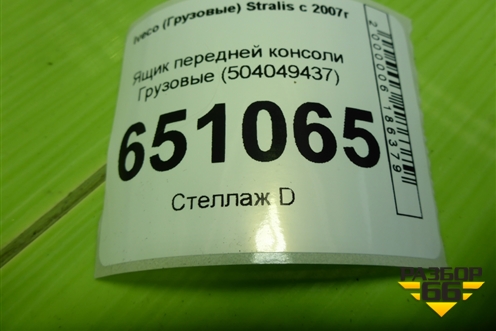 Iveco (Грузовые) Stralis с 2007г
Ящик передней консоли
Грузовые (504049437)
651065
Стеллаж D
2000006186379
РАЗБОР
66